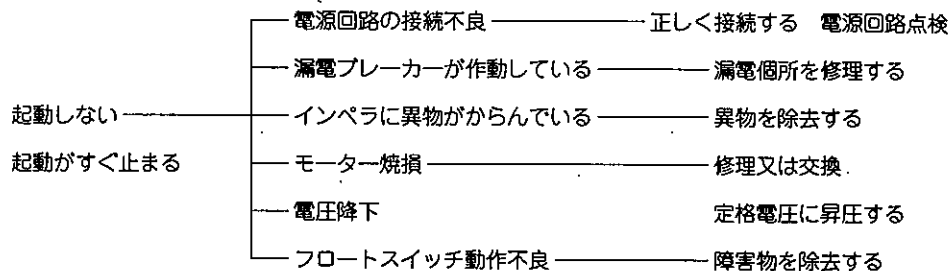 電源回路の接続不良 正しく接続する 電源回路点検
漏電ブレーカーが作動している 漏電個所を修理する
起動しない インペラに異物がからんでいる 異物を除去する
起動がすぐ止まる モーター焼損 修理又は交換
電圧降下 定格電圧に昇圧する
フロートスイッチ動作不良 障害物を除去する